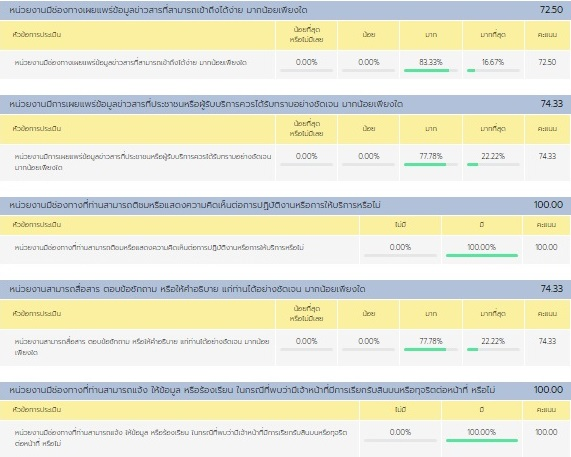 หน่วยงานมีช่องทางเผยแพร่ข้อมูลข่าวสารที่สามารถเข้าถึงได้ง่าย มากน้อยเพียงใด 72.50
หัวข้อการประเมิน น้อยที่สุด หรือไม่มีเลย น้อย มาก มากที่สุด คะแนน
หน่วยงานมีช่องทางเผยแพร่ข้อมูลข่าวสารที่สามารถเข้าถึงได้ง่าย มากน้อยเพียงใด 0.00% 0.00% 83.33% 16.67% 72.50
หน่วยงานมีการเผยแพร่ข้อมูลข่าวสารที่ประชาชนหรือผู้รับบริการควรได้รับทราบอย่างชัดเจน มากน้อยเพียงใด 74.33
หัวข้อการประเมิน น้อยที่สุด หรือไม่มีเลย น้อย มาก มากที่สุด คะแนน
หน่วยงานมีการเผยแพร่ข้อมูลข่าวสารที่ประชาชนหรือผู้รับบริการควรได้รับทราบอย่างชัดเจน 0.00% 0.00% 77.78% 22.22% 74.33
มากน้อยเพียงใด
หน่วยงานมีช่องทางที่ท่านสามารถติชมหรือแสดงความคิดเห็นต่อการปฏิบัติงานหรือการให้บริการหรือไม่ 100.00
หัวข้อการประเมิน ไม่มี มี คะแนน
หน่วยงานมีช่องทางที่ท่านสามารถติชมหรือแสดงความคิดเห็นต่อการปฏิบัติงานหรือการให้บริการหรือไม่ 0.00% 100.00% 100.00
หน่วยงานสามารถสื่อสาร ตอบข้อซักถาม หรือให้คำอธิบาย แก่ท่านได้อย่างชัดเจน มากน้อยเพียงใด 74.33
หัวข้อการประเมิน น้อยที่สุด หรือไม่มีเลย น้อย มาก มากที่สุด คะแนน
หน่วยงานสามารถสื่อสาร ตอบข้อซักถาม หรือให้คำอธิบาย แก่ท่านได้อย่างชัดเจน มากน้อย 0.00% 0.00% 77.78% 22.22% 74.33
เพียงใด
หน่วยงานมีช่องทางที่ท่านสามารถแจ้ง ให้ข้อมูล หรือร้องเรียน ในกรณีที่พบว่ามีเจ้าหน้าที่มีการเรียกรับสินบนหรือทุจริตต่อหน้าที่ หรือไม่ 100.00
หัวข้อการประเมิน ไม่มี มี คะแนน
หน่วยงานมีช่องทางที่ท่านสามารถแจ้ง ให้ข้อมูล หรือร้องเรียน ในกรณีที่พบว่ามีเจ้าหน้าที่มีการเรียกรับสินบนหรือทุจริต 0.00% 100.00% 100.00
ต่อหน้าที่ หรือไม่